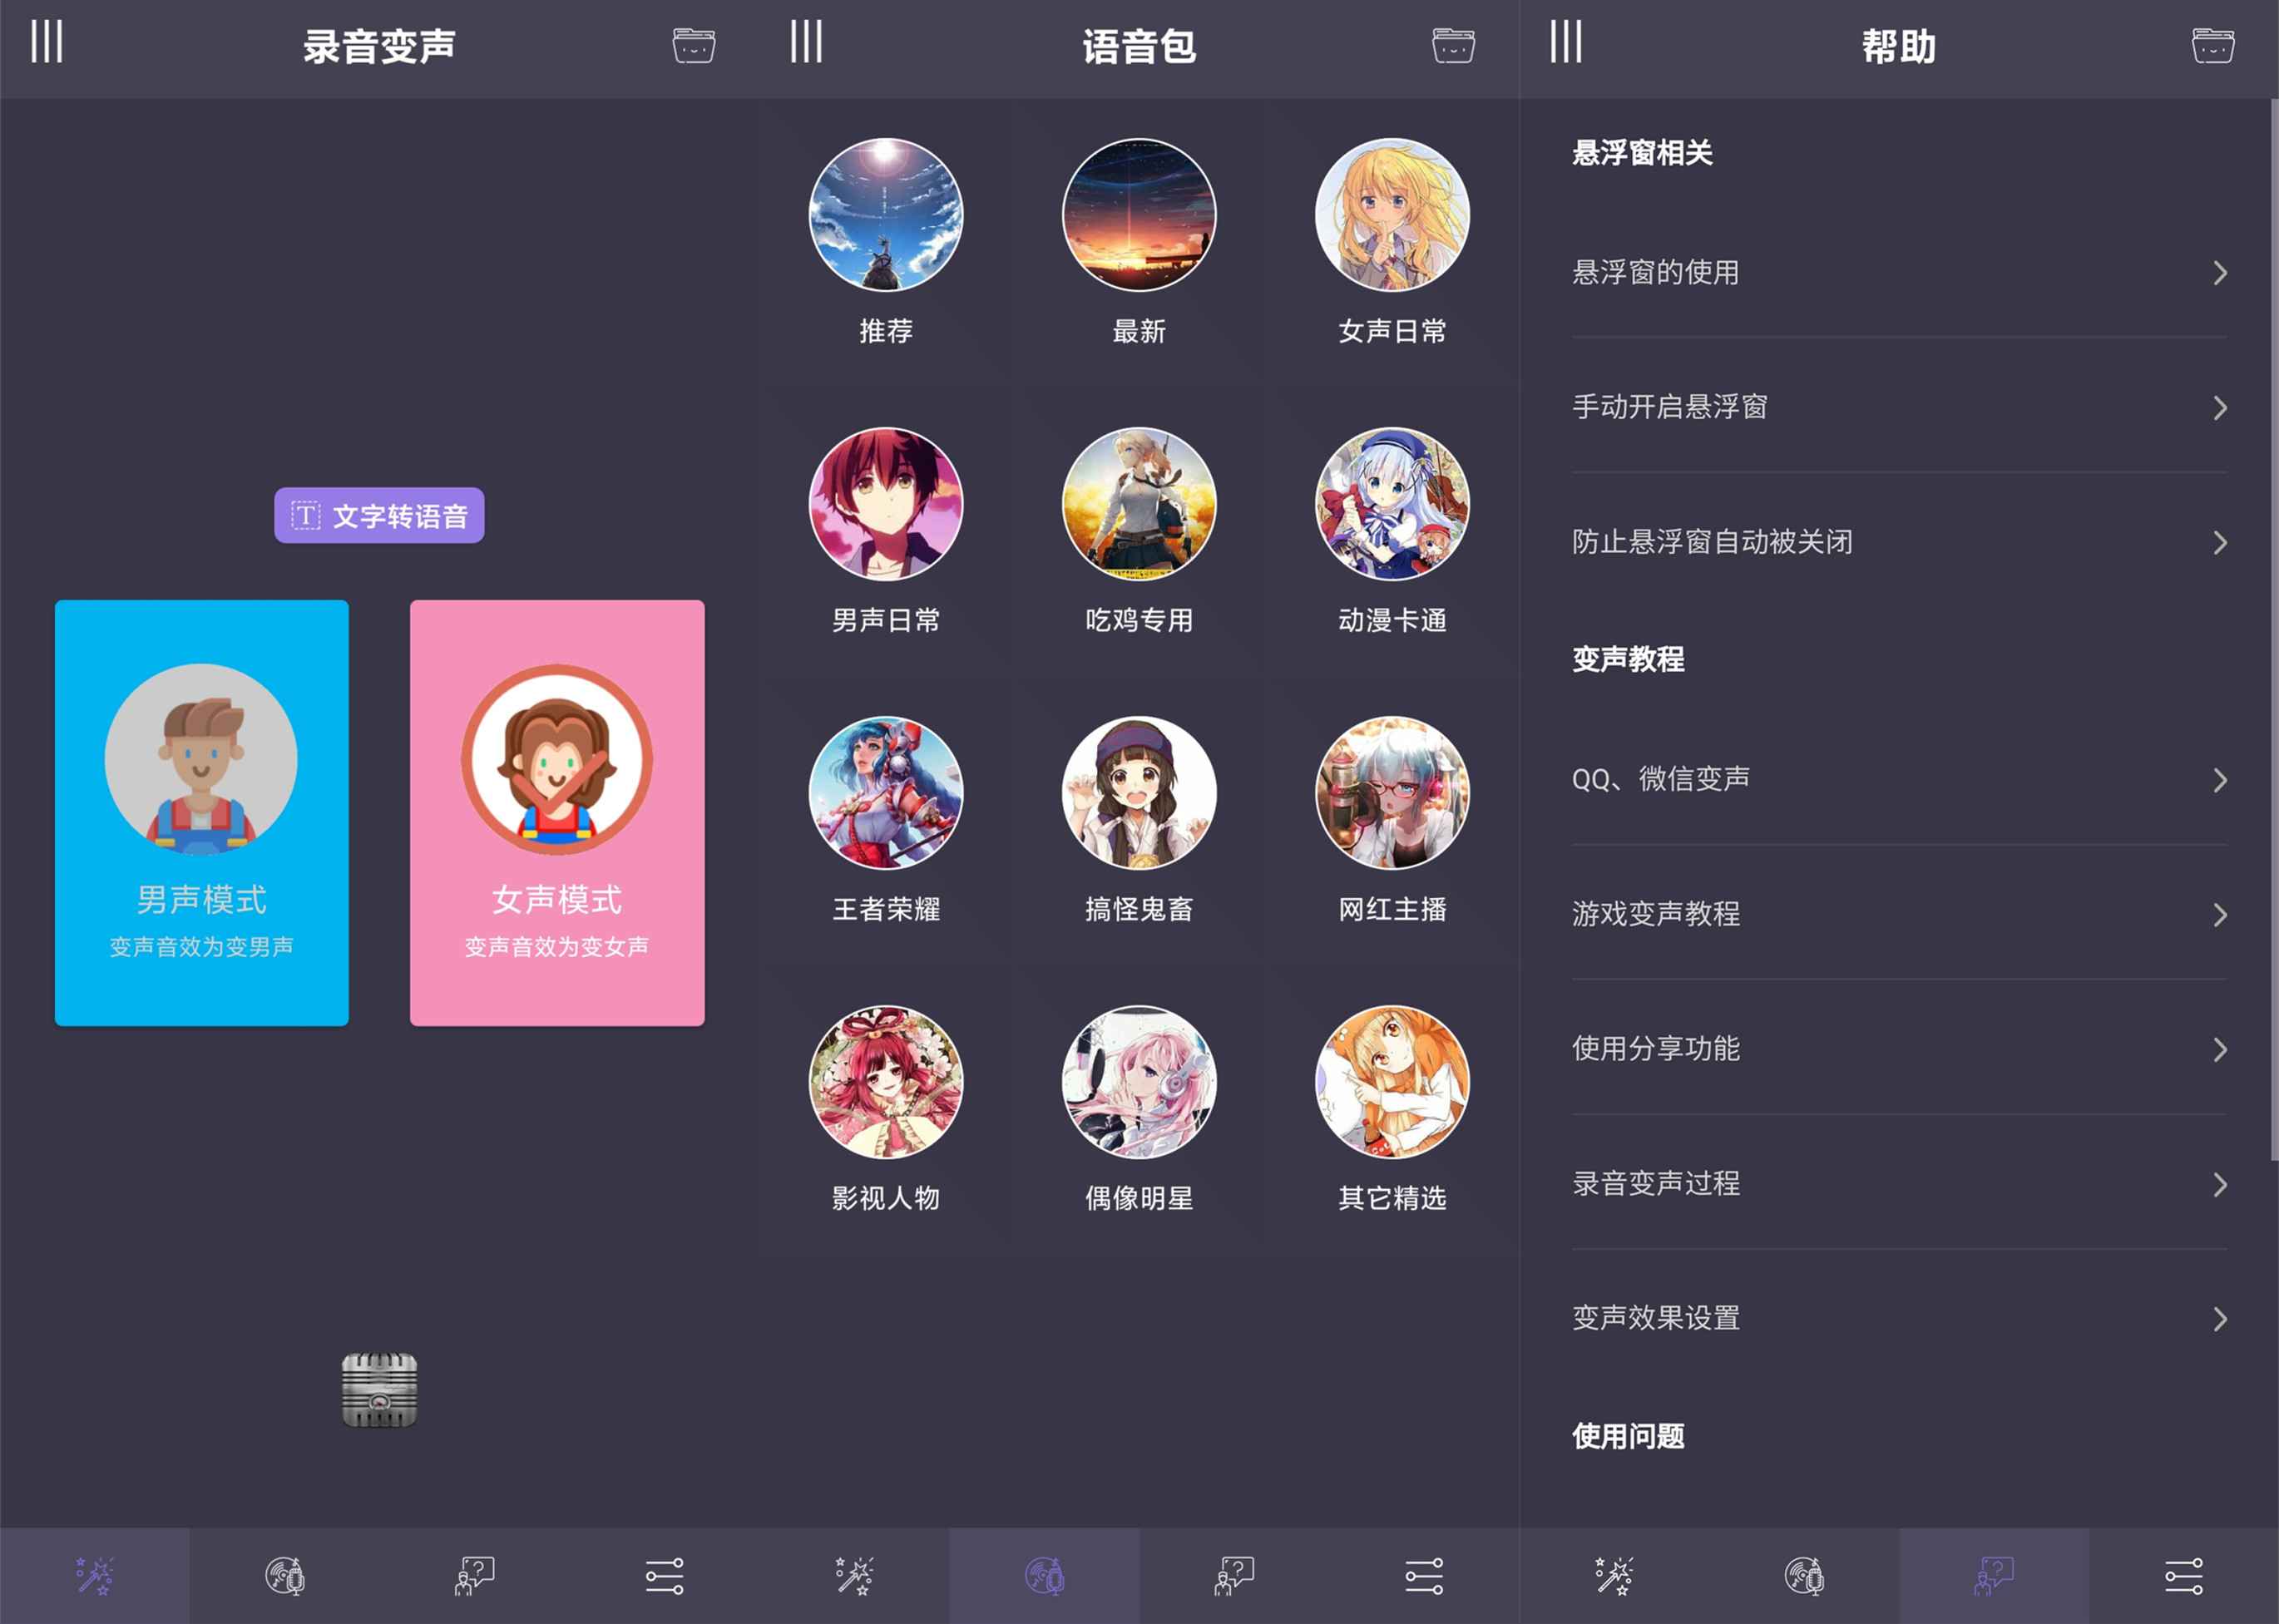 录音变声
T 文字转语音
男声模式
变声音效为变男声
女声模式
变声音效为变女声
语音包
推荐
最新
女声日常
男声日常
吃鸡专用
动漫卡通
王者荣耀
搞怪鬼畜
网红主播
影视人物
偶像明星
其它精选
帮助
悬浮窗相关
悬浮窗的使用
手动开启悬浮窗
防止悬浮窗自动被关闭
变声教程
QQ、微信变声
游戏变声教程
使用分享功能
录音变声过程
变声效果设置
使用问题